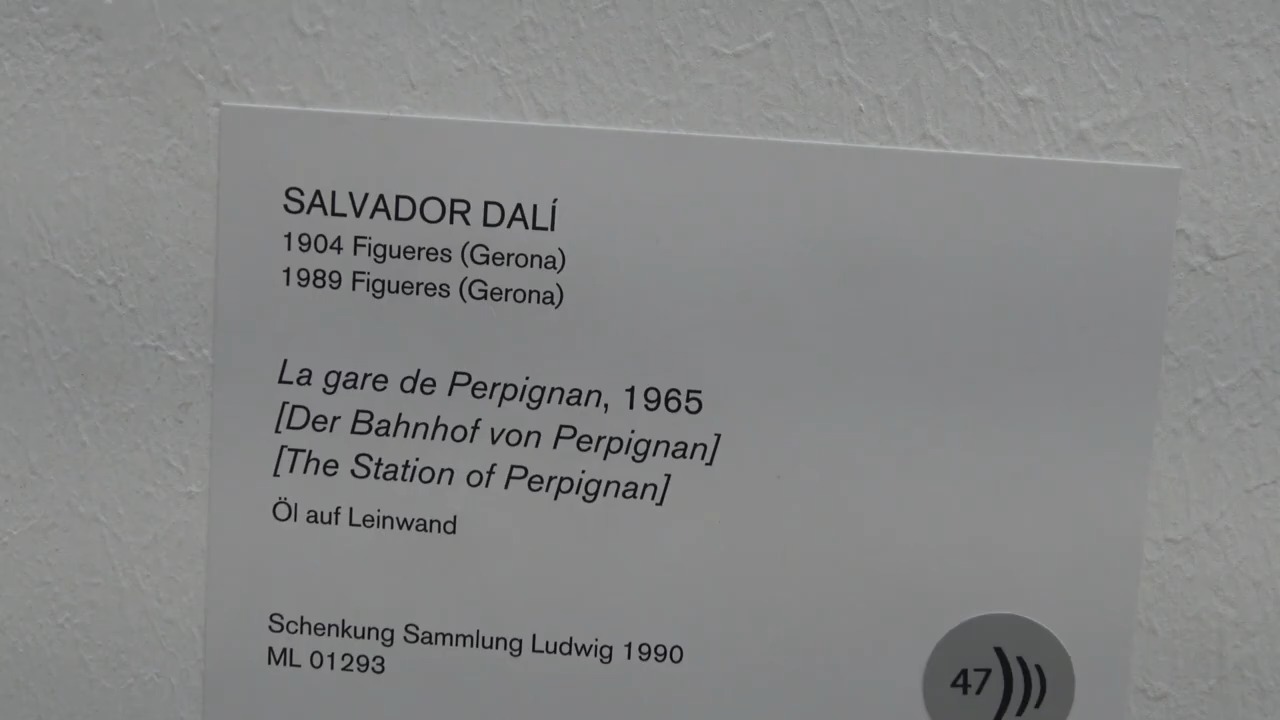 SALVADOR DALÍ
1904 Figueres (Gerona)
1989 Figueres (Gerona)
La gare de Perpignan, 1965
[Der Bahnhof von Perpignan]
[The Station of Perpignan]
Öl auf Leinwand
Schenkung Sammlung Ludwig 1990
ML 01293
47